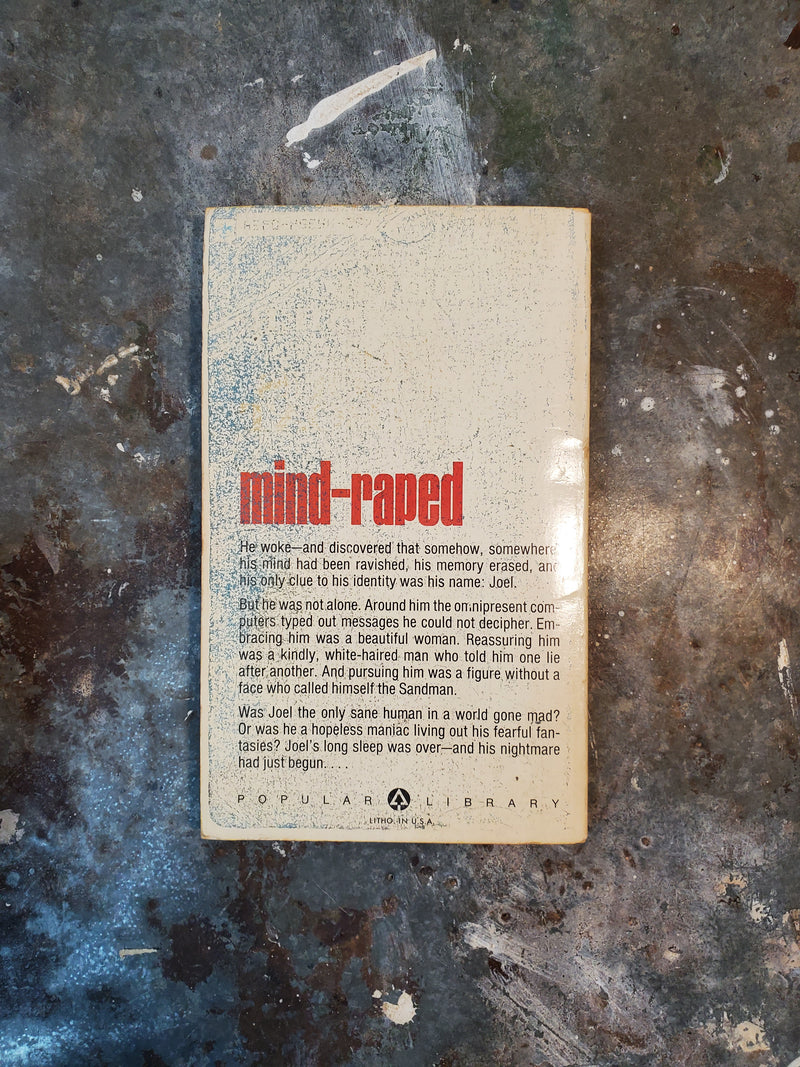 mind-raped
He woke—and discovered that somehow, somewhere
his mind had been ravished, his memory erased, and
his only clue to his identity was his name: Joel.
But he was not alone. Around him the omnipresent com-
puters typed out messages he could not decipher. Em-
bracing him was a beautiful woman. Reassuring him
was a kindly, white-haired man who told him one lie
after another. And pursuing him was a figure without a
face who called himself the Sandman.
Was Joel the only sane human in a world gone mad?
Or was he a hopeless maniac living out his fearful fan-
tasies? Joel's long sleep was over—and his nightmare
had just begun. . . .
POPULAR LIBRARY
LITHO. IN U.S.A.